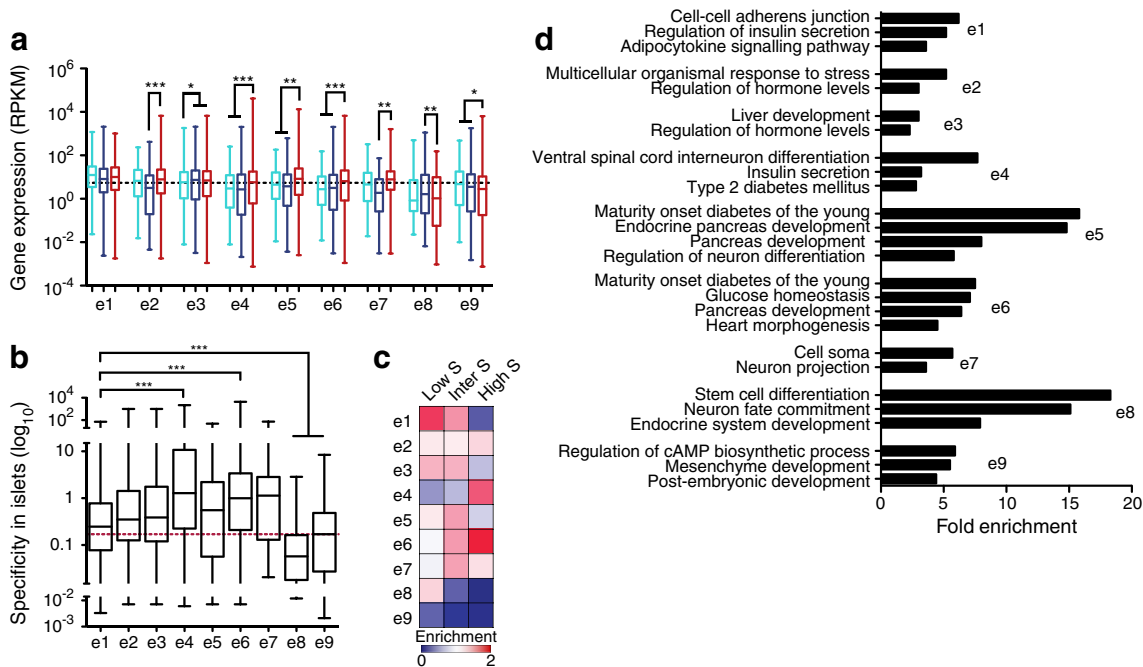 a
Gene expression (RPKM)
10^6
10^4
10^2
10^0
10^-2
10^-4
***
*
***
**
***
**
**
*
e1 e2 e3 e4 e5 e6 e7 e8 e9
b
Specificity in islets (log10)
10^4
10^2
10
1
0.1
10^-2
10^-3
***
***
***
e1 e2 e3 e4 e5 e6 e7 e8 e9
c
Low S Inter S High S
e1
e2
e3
e4
e5
e6
e7
e8
e9
Enrichment
0 2
d
Cell-cell adherens junction
Regulation of insulin secretion
Adipocytokine signalling pathway
e1
Multicellular organismal response to stress
Regulation of hormone levels
e2
Liver development
Regulation of hormone levels
e3
Ventral spinal cord interneuron differentiation
Insulin secretion
Type 2 diabetes mellitus
e4
Maturity onset diabetes of the young
Endocrine pancreas development
Pancreas development
Regulation of neuron differentiation
e5
Maturity onset diabetes of the young
Glucose homeostasis
Pancreas development
Heart morphogenesis
e6
Cell soma
Neuron projection
e7
Stem cell differentiation
Neuron fate commitment
Endocrine system development
e8
Regulation of cAMP biosynthetic process
Mesenchyme development
Post-embryonic development
e9
0 5 10 15 20
Fold enrichment